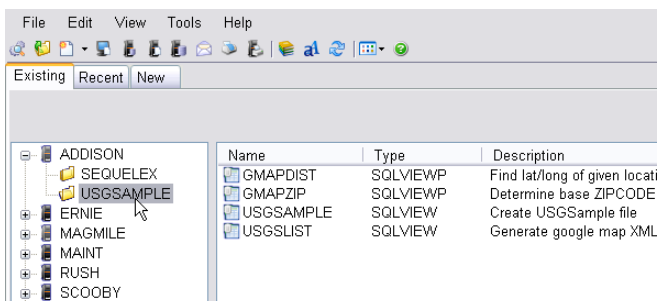 File Edit View Tools Help
a1
Existing Recent New
ADDISON
SEQUELEX
USGSAMPLE
ERNIE
MAGMILE
MAINT
RUSH
SCOOBY
Name Type Description
GMAPDIST SQLVIEWP Find lat/long of given locati
GMAPZIP SQLVIEWP Determine base ZIPCODE
USGSAMPLE SQLVIEW Create USGSample file
USGSLIST SQLVIEW Generate google map XML